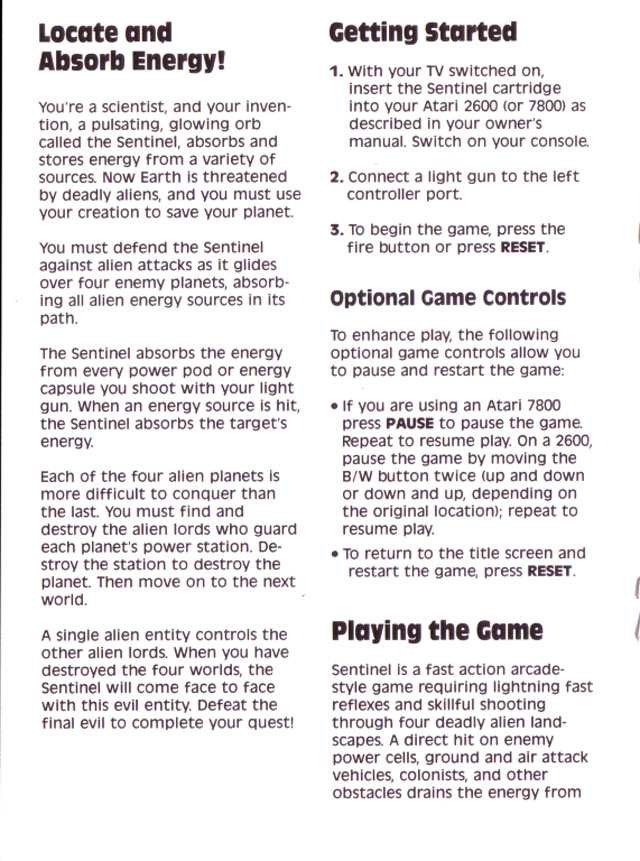 Locate and
Absorb Energy!
You're a scientist, and your inven-
tion, a pulsating, glowing orb
called the Sentinel, absorbs and
stores energy from a variety of
sources. Now Earth is threatened
by deadly aliens, and you must use
your creation to save your planet.
You must defend the Sentinel
against alien attacks as it glides
over four enemy planets, absorb-
ing all alien energy sources in its
path.
The Sentinel absorbs the energy
from every power pod or energy
capsule you shoot with your light
gun. When an energy source is hit,
the Sentinel absorbs the target's
energy.
Each of the four alien planets is
more difficult to conquer than
the last. You must find and
destroy the alien lords who guard
each planet's power station. De-
stroy the station to destroy the
planet. Then move on to the next
world.
A single alien entity controls the
other alien lords. When you have
destroyed the four worlds, the
Sentinel will come face to face
with this evil entity. Defeat the
final evil to complete your quest!
Getting Started
1. With your TV switched on,
insert the Sentinel cartridge
into your Atari 2600 (or 7800) as
described in your owner's
manual. Switch on your console.
2. Connect a light gun to the left
controller port.
3. To begin the game, press the
fire button or press RESET.
Optional Game Controls
To enhance play, the following
optional game controls allow you
to pause and restart the game:
• If you are using an Atari 7800
press PAUSE to pause the game.
Repeat to resume play. On a 2600,
pause the game by moving the
B/W button twice (up and down
or down and up, depending on
the original location); repeat to
resume play.
• To return to the title screen and
restart the game, press RESET.
Playing the Game
Sentinel is a fast action arcade-
style game requiring lightning fast
reflexes and skillful shooting
through four deadly alien land-
scapes. A direct hit on enemy
power cells, ground and air attack
vehicles, colonists, and other
obstacles drains the energy from